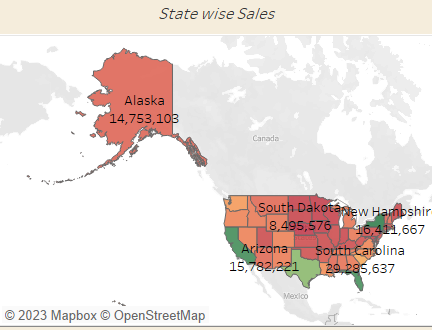 State wise Sales
Alaska
14,753,103
Canada
South Dakota
8,495,576
New Hampshire
16,411,667
Arizona
15,782,221
South Carolina
29,285,637
Mexico
© 2023 Mapbox © OpenStreetMap